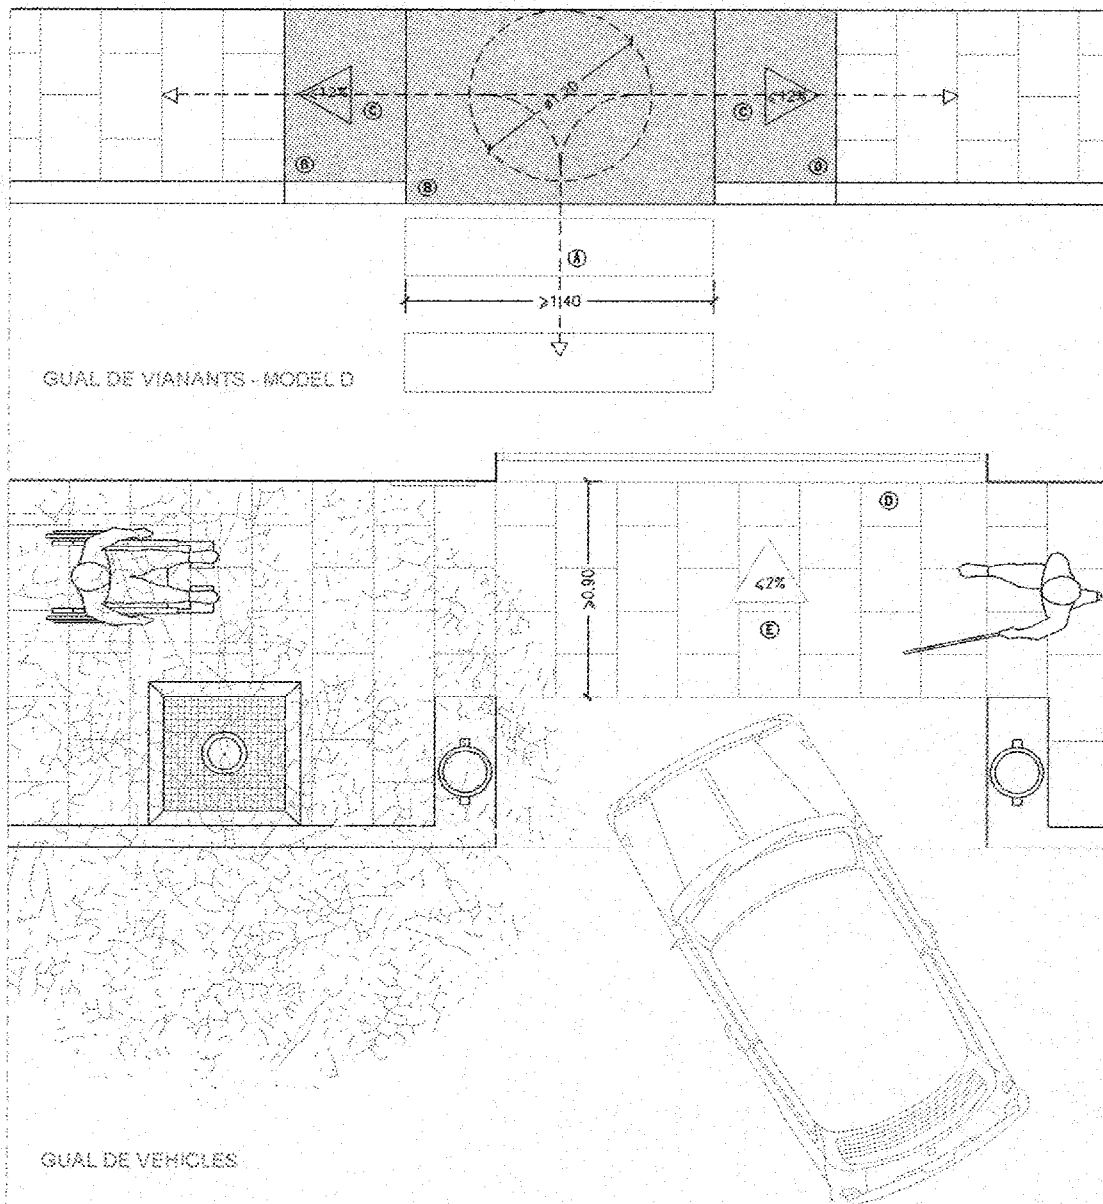 <12%
C
<12%
C
B
B
B
A
≥1,40
GUAL DE VIANANTS - MODEL D
D
≥0,90
≤2%
E
GUAL DE VEHICLES